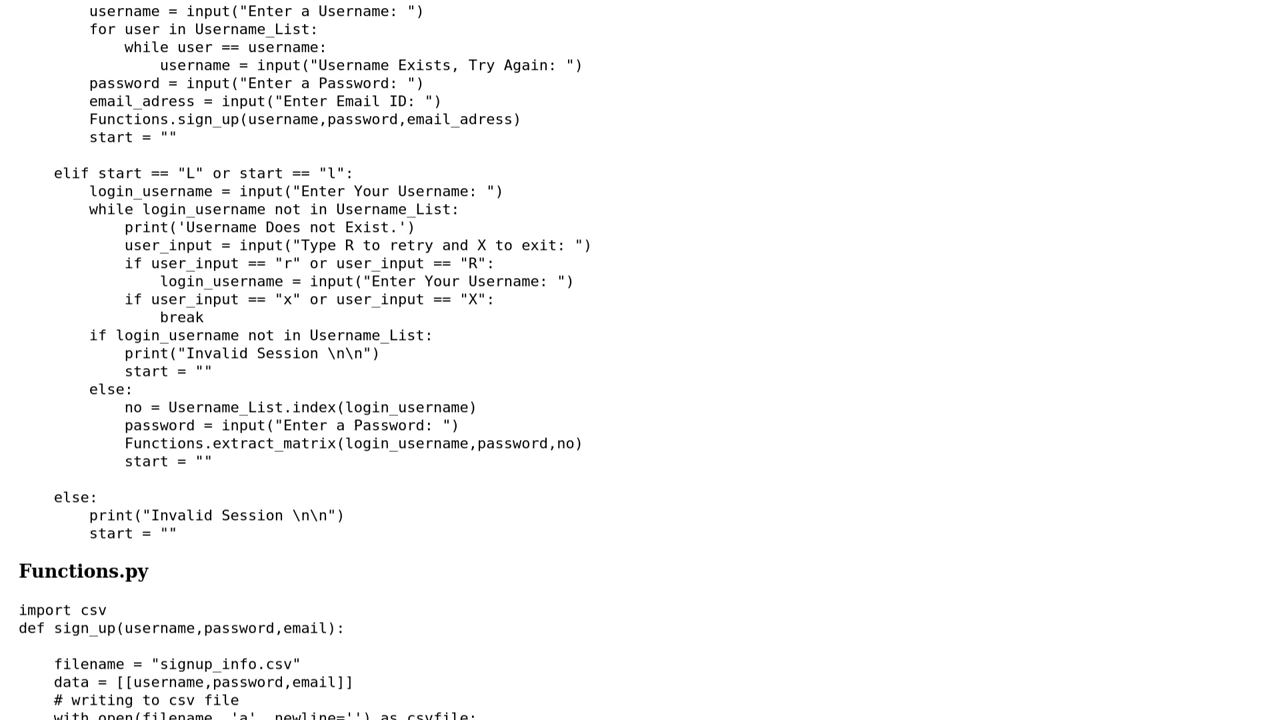 username = input("Enter a Username: ")
        for user in Username_List:
            while user == username:
                username = input("Username Exists, Try Again: ")
        password = input("Enter a Password: ")
        email_adress = input("Enter Email ID: ")
        Functions.sign_up(username,password,email_adress)
        start = ""

    elif start == "L" or start == "l":
        login_username = input("Enter Your Username: ")
        while login_username not in Username_List:
            print('Username Does not Exist.')
            user_input = input("Type R to retry and X to exit: ")
            if user_input == "r" or user_input == "R":
                login_username = input("Enter Your Username: ")
            if user_input == "x" or user_input == "X":
                break
        if login_username not in Username_List:
            print("Invalid Session \n\n")
            start = ""
        else:
            no = Username_List.index(login_username)
            password = input("Enter a Password: ")
            Functions.extract_matrix(login_username,password,no)
            start = ""

    else:
        print("Invalid Session \n\n")
        start = ""

Functions.py

import csv
def sign_up(username,password,email):

    filename = "signup_info.csv"
    data = [[username,password,email]]
    # writing to csv file
    with open(filename, 'a', newline='') as csvfile: